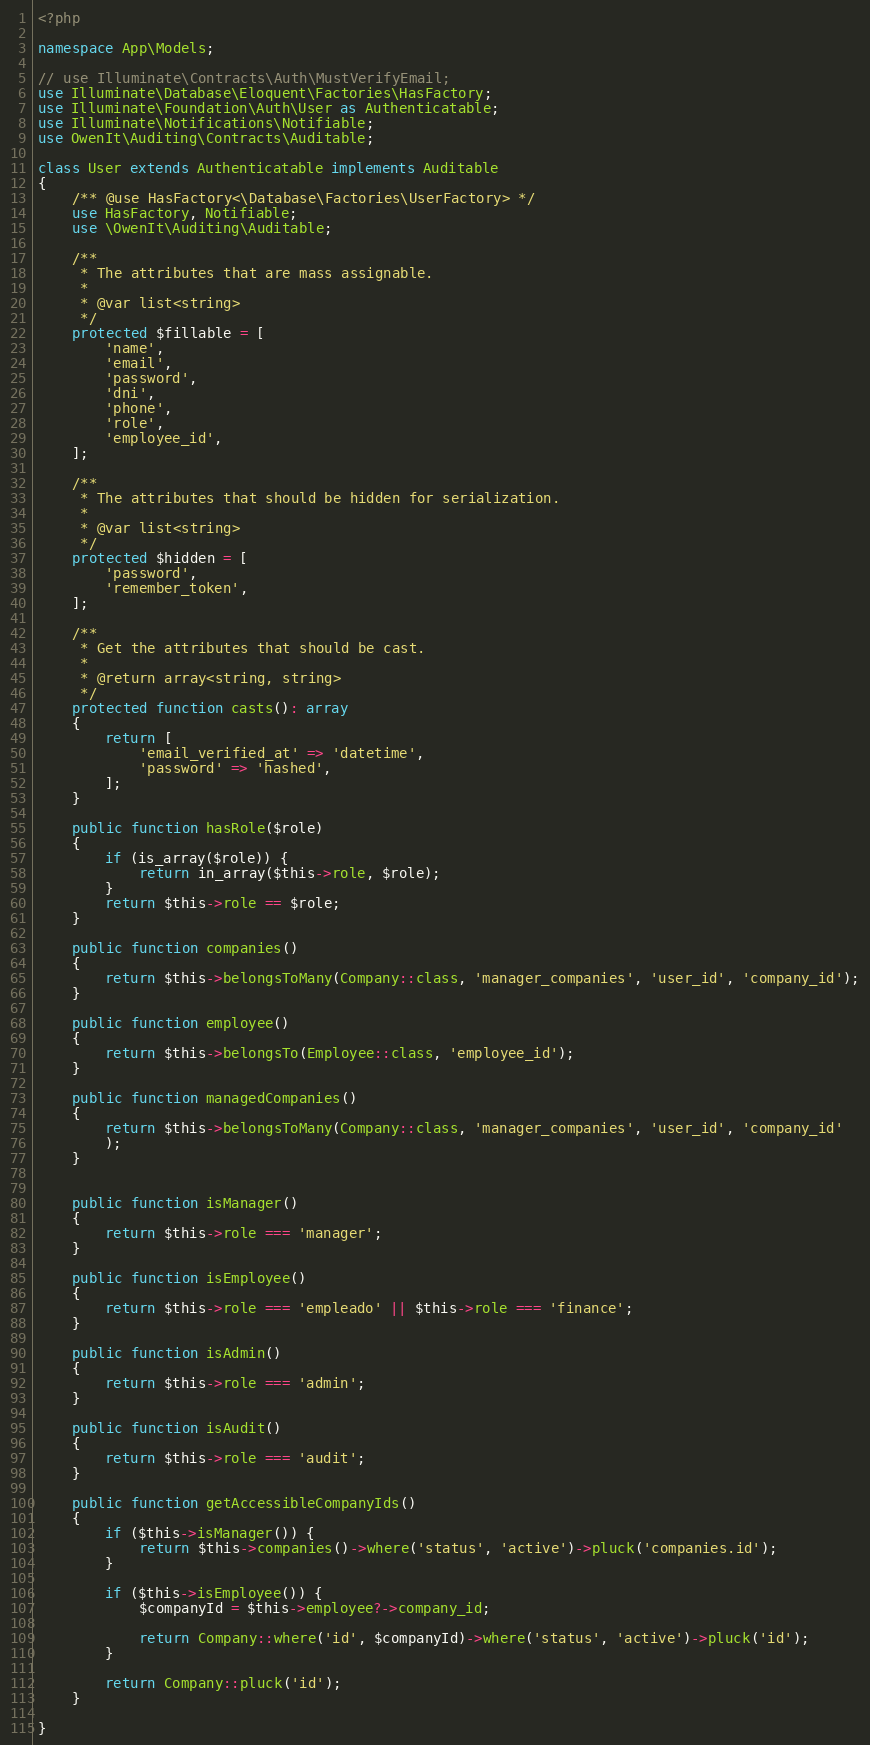 1 <?php
2
3 namespace App\Models;
4
5 // use Illuminate\Contracts\Auth\MustVerifyEmail;
6 use Illuminate\Database\Eloquent\Factories\HasFactory;
7 use Illuminate\Foundation\Auth\User as Authenticatable;
8 use Illuminate\Notifications\Notifiable;
9 use OwenIt\Auditing\Contracts\Auditable;
10
11 class User extends Authenticatable implements Auditable
12 {
13     /** @use HasFactory<\Database\Factories\UserFactory> */
14     use HasFactory, Notifiable;
15     use \OwenIt\Auditing\Auditable;
16
17     /**
18      * The attributes that are mass assignable.
19      *
20      * @var list<string>
21      */
22     protected $fillable = [
23         'name',
24         'email',
25         'password',
26         'dni',
27         'phone',
28         'role',
29         'employee_id',
30     ];
31
32     /**
33      * The attributes that should be hidden for serialization.
34      *
35      * @var list<string>
36      */
37     protected $hidden = [
38         'password',
39         'remember_token',
40     ];
41
42     /**
43      * Get the attributes that should be cast.
44      *
45      * @return array<string, string>
46      */
47     protected function casts(): array
48     {
49         return [
50             'email_verified_at' => 'datetime',
51             'password' => 'hashed',
52         ];
53     }
54
55     public function hasRole($role)
56     {
57         if (is_array($role)) {
58             return in_array($this->role, $role);
59         }
60         return $this->role == $role;
61     }
62
63     public function companies()
64     {
65         return $this->belongsToMany(Company::class, 'manager_companies', 'user_id', 'company_id');
66     }
67
68     public function employee()
69     {
70         return $this->belongsTo(Employee::class, 'employee_id');
71     }
72
73     public function managedCompanies()
74     {
75         return $this->belongsToMany(Company::class, 'manager_companies', 'user_id', 'company_id'
76         );
77     }
78
79
80     public function isManager()
81     {
82         return $this->role === 'manager';
83     }
84
85     public function isEmployee()
86     {
87         return $this->role === 'empleado' || $this->role === 'finance';
88     }
89
90     public function isAdmin()
91     {
92         return $this->role === 'admin';
93     }
94
95     public function isAudit()
96     {
97         return $this->role === 'audit';
98     }
99
100     public function getAccessibleCompanyIds()
101     {
102         if ($this->isManager()) {
103             return $this->companies()->where('status', 'active')->pluck('companies.id');
104         }
105
106         if ($this->isEmployee()) {
107             $companyId = $this->employee?->company_id;
108
109             return Company::where('id', $companyId)->where('status', 'active')->pluck('id');
110         }
111
112         return Company::pluck('id');
113     }
114
115 }